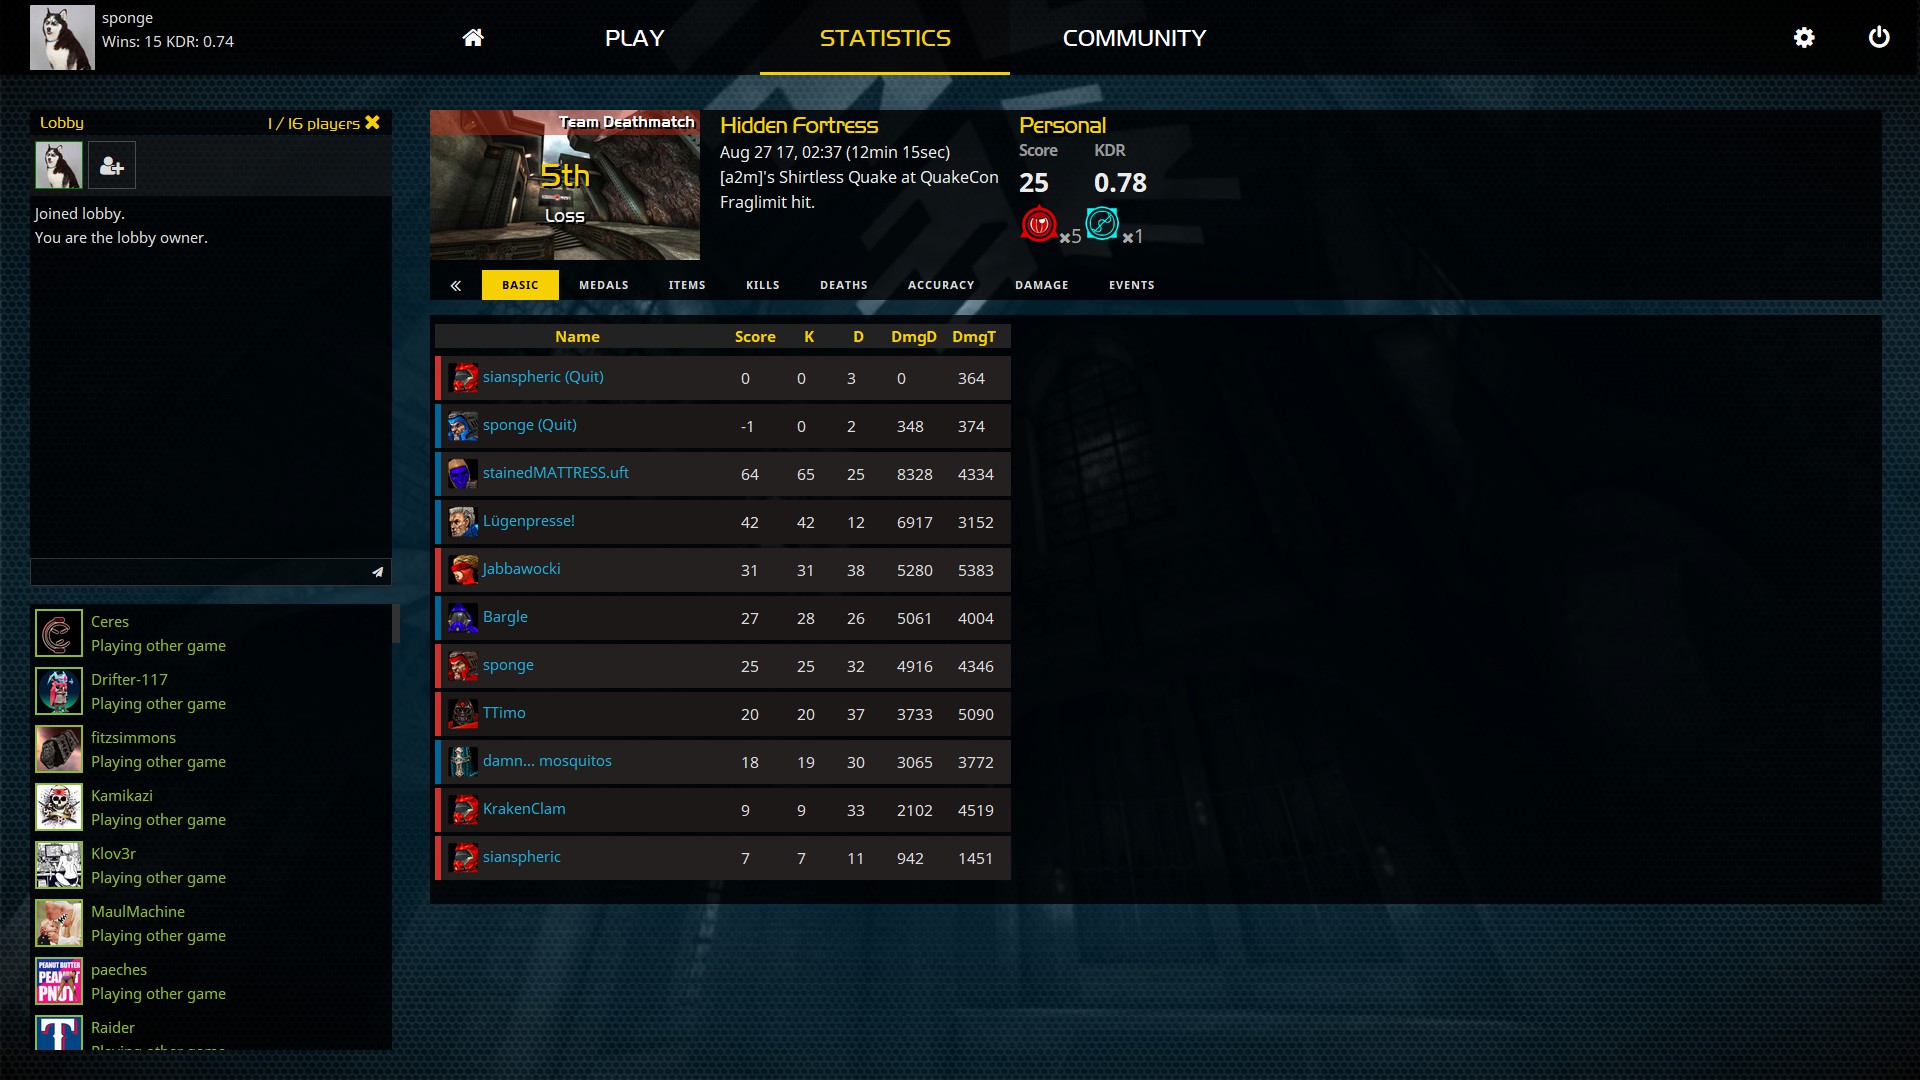 sponge
Wins: 15 KDR: 0.74
PLAY
STATISTICS
COMMUNITY
Lobby
1 / 16 players
Joined lobby.
You are the lobby owner.
Ceres
Playing other game
Drifter-117
Playing other game
fitzsimmons
Playing other game
Kamikazi
Playing other game
Klov3r
Playing other game
MaulMachine
Playing other game
PEANUT BUTTER
paeches
Playing other game
Raider
Playing other game
Team Deathmatch
5th
Loss
Hidden Fortress
Aug 27 17, 02:37 (12min 15sec)
[a2m]'s Shirtless Quake at QuakeCon
Fraglimit hit.
Personal
Score KDR
25 0.78
×5 ×1
« BASIC MEDALS ITEMS KILLS DEATHS ACCURACY DAMAGE EVENTS
Name Score K D DmgD DmgT
sianspheric (Quit) 0 0 3 0 364
sponge (Quit) -1 0 2 348 374
stainedMATTRESS.uft 64 65 25 8328 4334
Lügenpresse! 42 42 12 6917 3152
Jabbawocki 31 31 38 5280 5383
Bargle 27 28 26 5061 4004
sponge 25 25 32 4916 4346
TTimo 20 20 37 3733 5090
damn... mosquitos 18 19 30 3065 3772
KrakenClam 9 9 33 2102 4519
sianspheric 7 7 11 942 1451